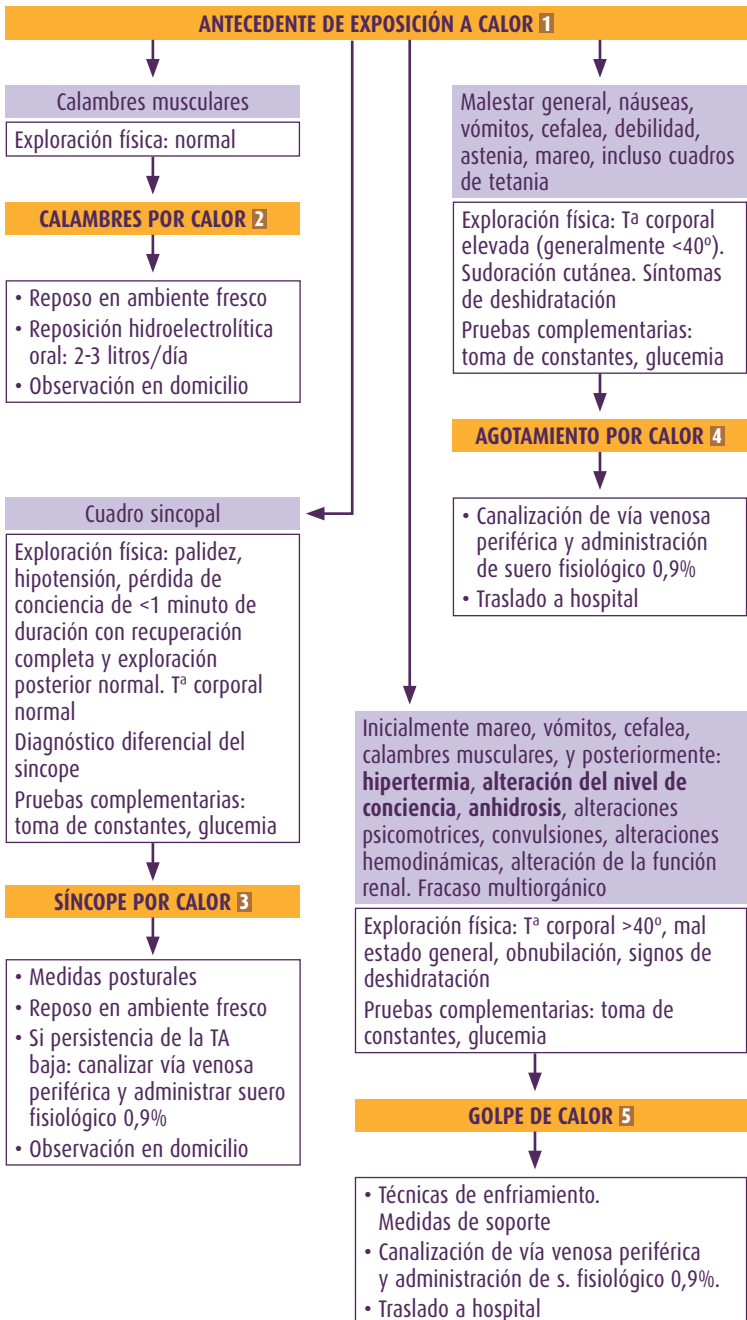 ANTECEDENTE DE EXPOSICIÓN A CALOR 1
Calambres musculares
Exploración física: normal
CALAMBRES POR CALOR 2
• Reposo en ambiente fresco
• Reposición hidroelectrolítica
oral: 2-3 litros/día
• Observación en domicilio
Malestar general, náuseas,
vómitos, cefalea, debilidad,
astenia, mareo, incluso cuadros
de tetania
Exploración física: Tª corporal
elevada (generalmente <40º).
Sudoración cutánea. Síntomas
de deshidratación
Pruebas complementarias:
toma de constantes, glucemia
AGOTAMIENTO POR CALOR 4
• Canalización de vía venosa
periférica y administración
de suero fisiológico 0,9%
• Traslado a hospital
Cuadro sincopal
Exploración física: palidez,
hipotensión, pérdida de
conciencia de <1 minuto de
duración con recuperación
completa y exploración
posterior normal. Tª corporal
normal
Diagnóstico diferencial del
sincope
Pruebas complementarias:
toma de constantes, glucemia
SÍNCOPE POR CALOR 3
• Medidas posturales
• Reposo en ambiente fresco
• Si persistencia de la TA
baja: canalizar vía venosa
periférica y administrar suero
fisiológico 0,9%
• Observación en domicilio
Inicialmente mareo, vómitos, cefalea,
calambres musculares, y posteriormente:
hipertermia, alteración del nivel de
conciencia, anhidrosis, alteraciones
psicomotrices, convulsiones, alteraciones
hemodinámicas, alteración de la función
renal. Fracaso multiorgánico
Exploración física: Tª corporal >40º, mal
estado general, obnubilación, signos de
deshidratación
Pruebas complementarias: toma de
constantes, glucemia
GOLPE DE CALOR 5
• Técnicas de enfriamiento.
Medidas de soporte
• Canalización de vía venosa periférica
y administración de s. fisiológico 0,9%.
• Traslado a hospital